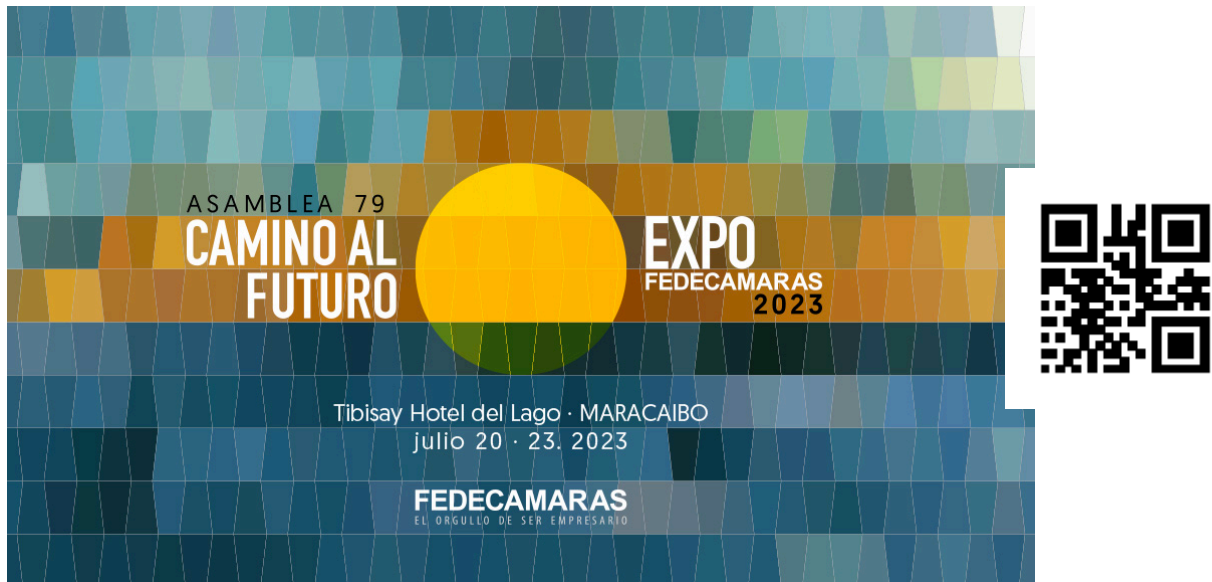 ASAMBLEA 79
CAMINO AL
FUTURO
EXPO
FEDECAMARAS
2023
Tibisay Hotel del Lago · MARACAIBO
julio 20 · 23. 2023
FEDECAMARAS
EL ORGULLO DE SER EMPRESARIO